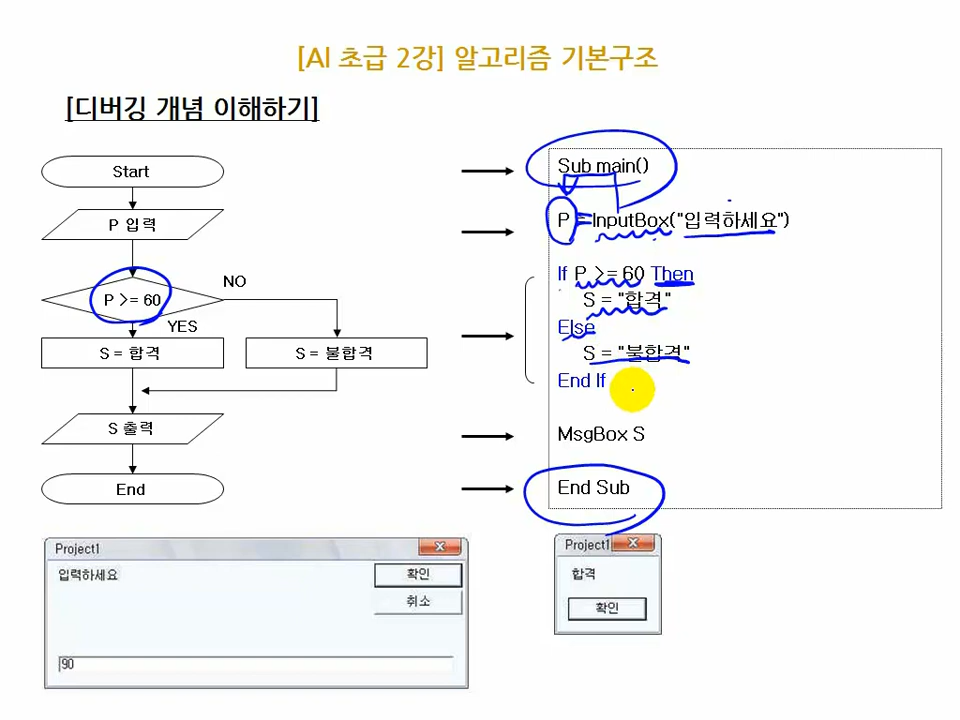 [AI 초급 2강] 알고리즘 기본구조
[디버깅 개념 이해하기]
Start
P 입력
P >= 60
NO
YES
S = 합격
S = 불합격
S 출력
End
Sub main()
P =InputBox("입력하세요")
If P >= 60 Then
S = "합격"
Else
S = "불합격"
End If
MsgBox S
End Sub
Project1
입력하세요
확인
취소
90
Project1
합격
확인